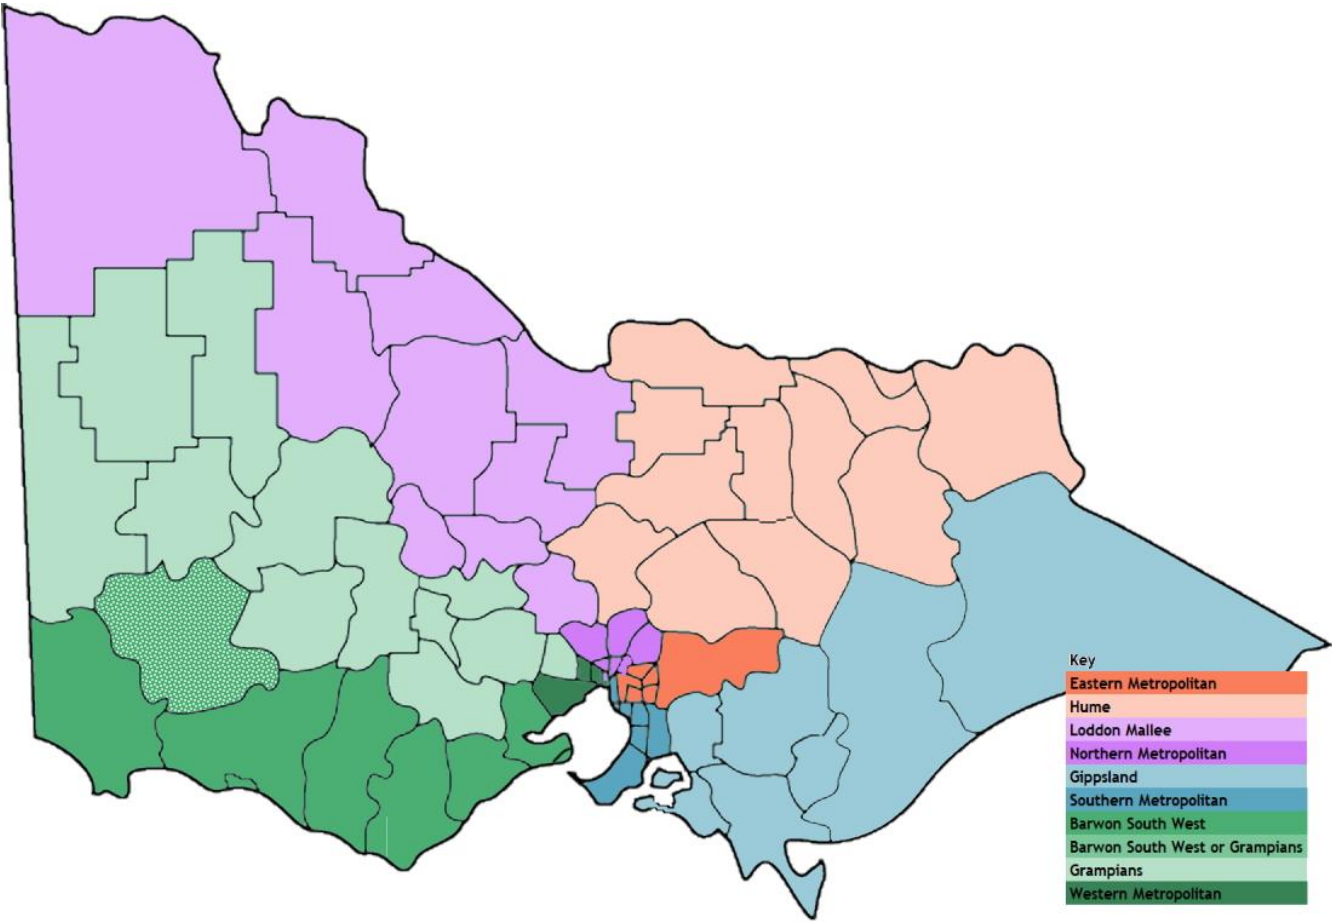 Key
Eastern Metropolitan
Hume
Loddon Mallee
Northern Metropolitan
Gippsland
Southern Metropolitan
Barwon South West
Barwon South West or Grampians
Grampians
Western Metropolitan